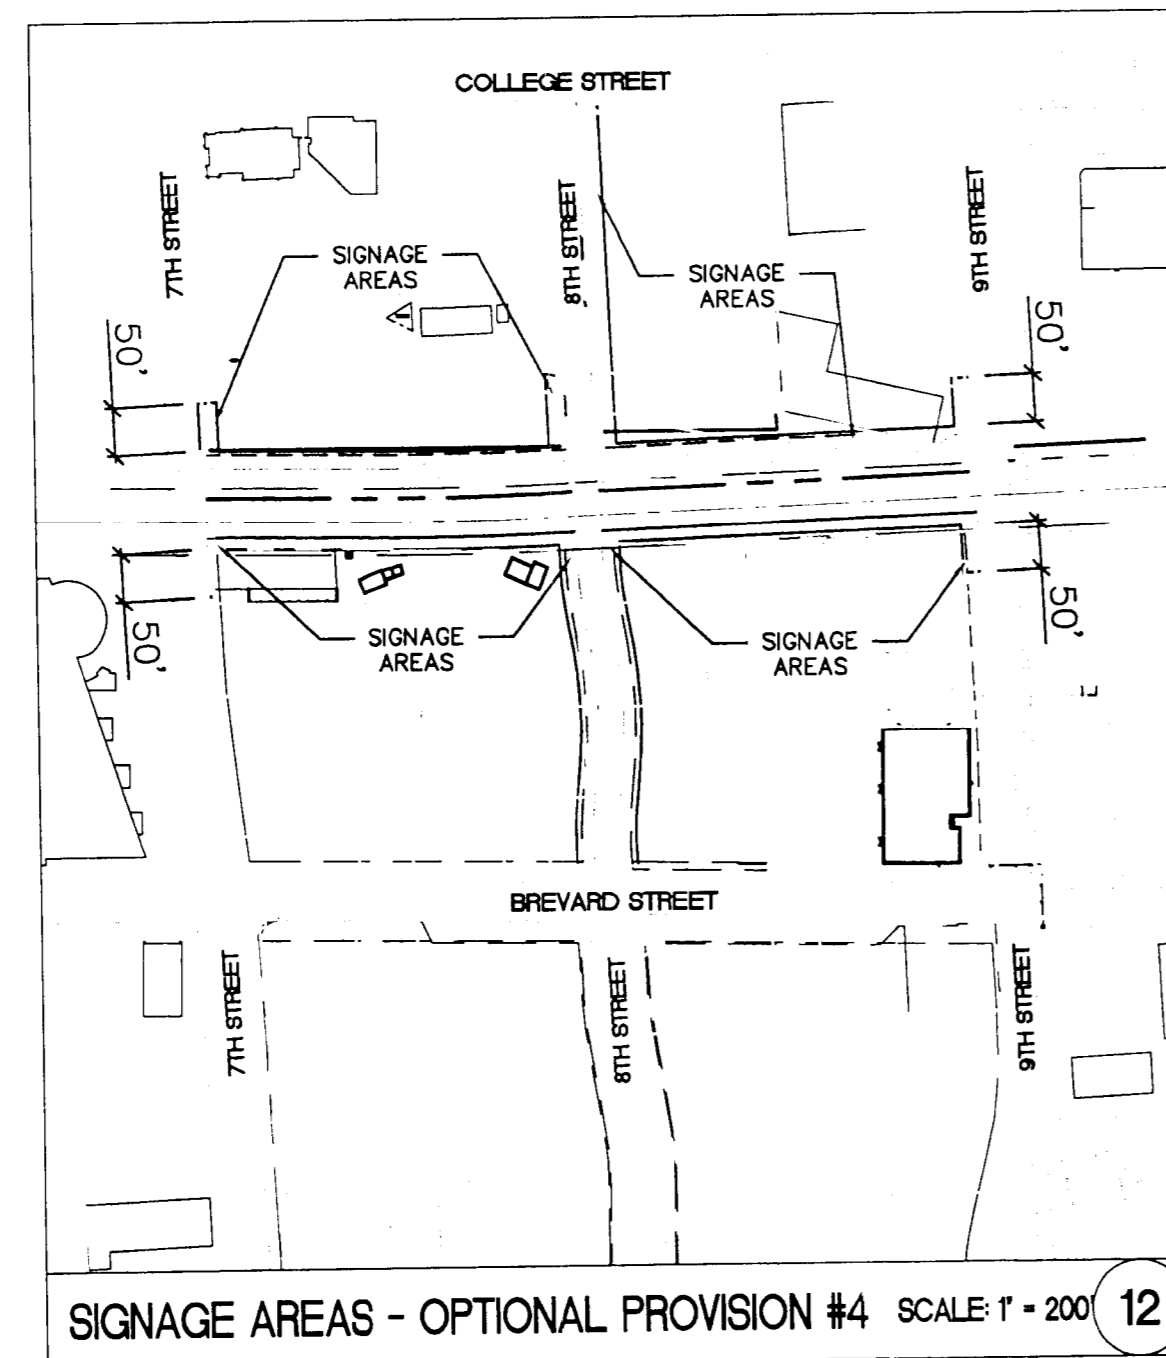 COLLEGE STREET
7TH STREET
8TH STREET
9TH STREET
SIGNAGE
AREAS
SIGNAGE
AREAS
50'
50'
50'
50'
SIGNAGE
AREAS
SIGNAGE
AREAS
BREVARD STREET
7TH STREET
8TH STREET
9TH STREET
SIGNAGE AREAS - OPTIONAL PROVISION #4 SCALE: 1" = 200' 12